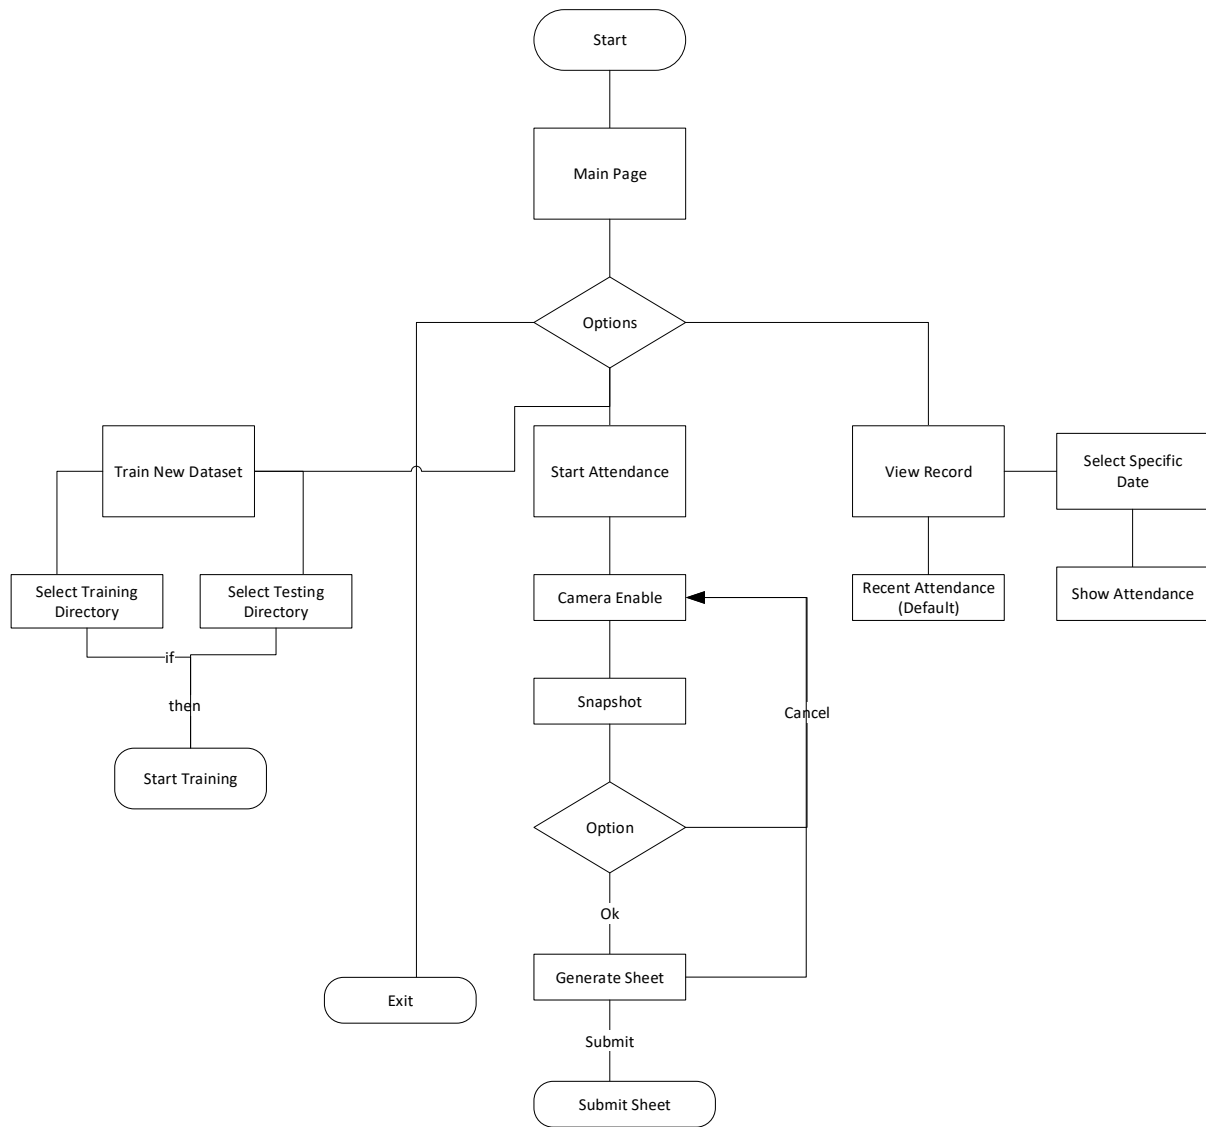 Start
Main Page
Options
Train New Dataset
Start Attendance
View Record
Select Specific
Date
Select Training
Directory
Select Testing
Directory
Camera Enable
Recent Attendance
(Default)
Show Attendance
if
then
Snapshot
Cancel
Start Training
Option
Ok
Generate Sheet
Exit
Submit
Submit Sheet